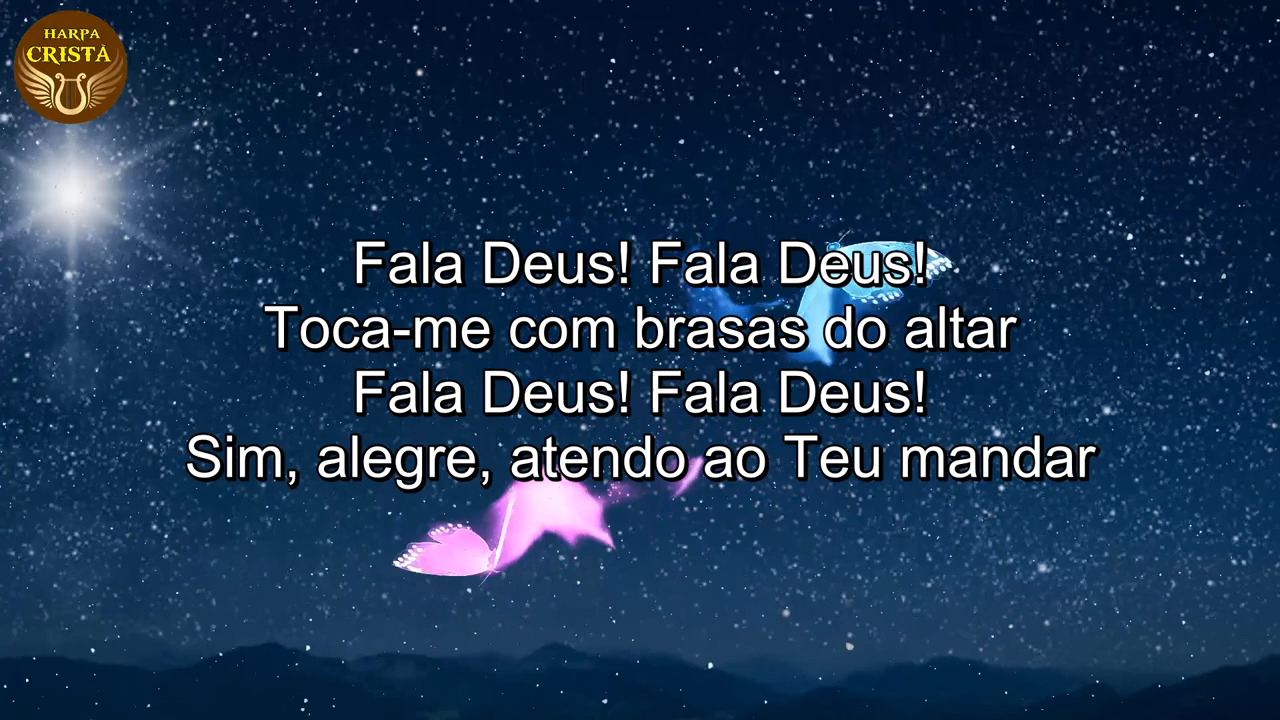 HARPA
CRISTÃ
Fala Deus! Fala Deus!
Toca-me com brasas do altar
Fala Deus! Fala Deus!
Sim, alegre, atendo ao Teu mandar